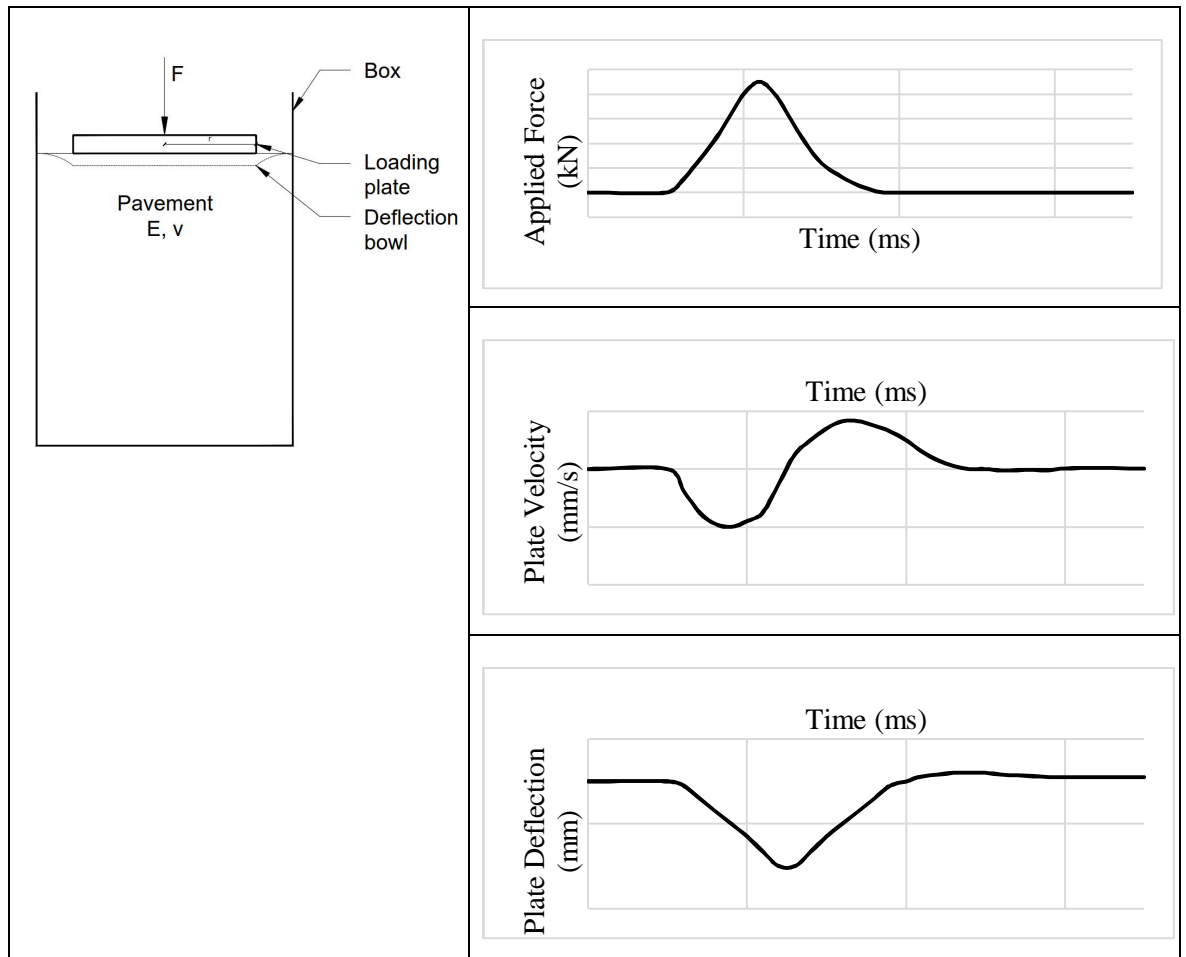 F
Box
r
Loading
plate
Pavement
E, v
Deflection
bowl
Applied Force
(kN)
Time (ms)
Time (ms)
Plate Velocity
(mm/s)
Time (ms)
Plate Deflection
(mm)